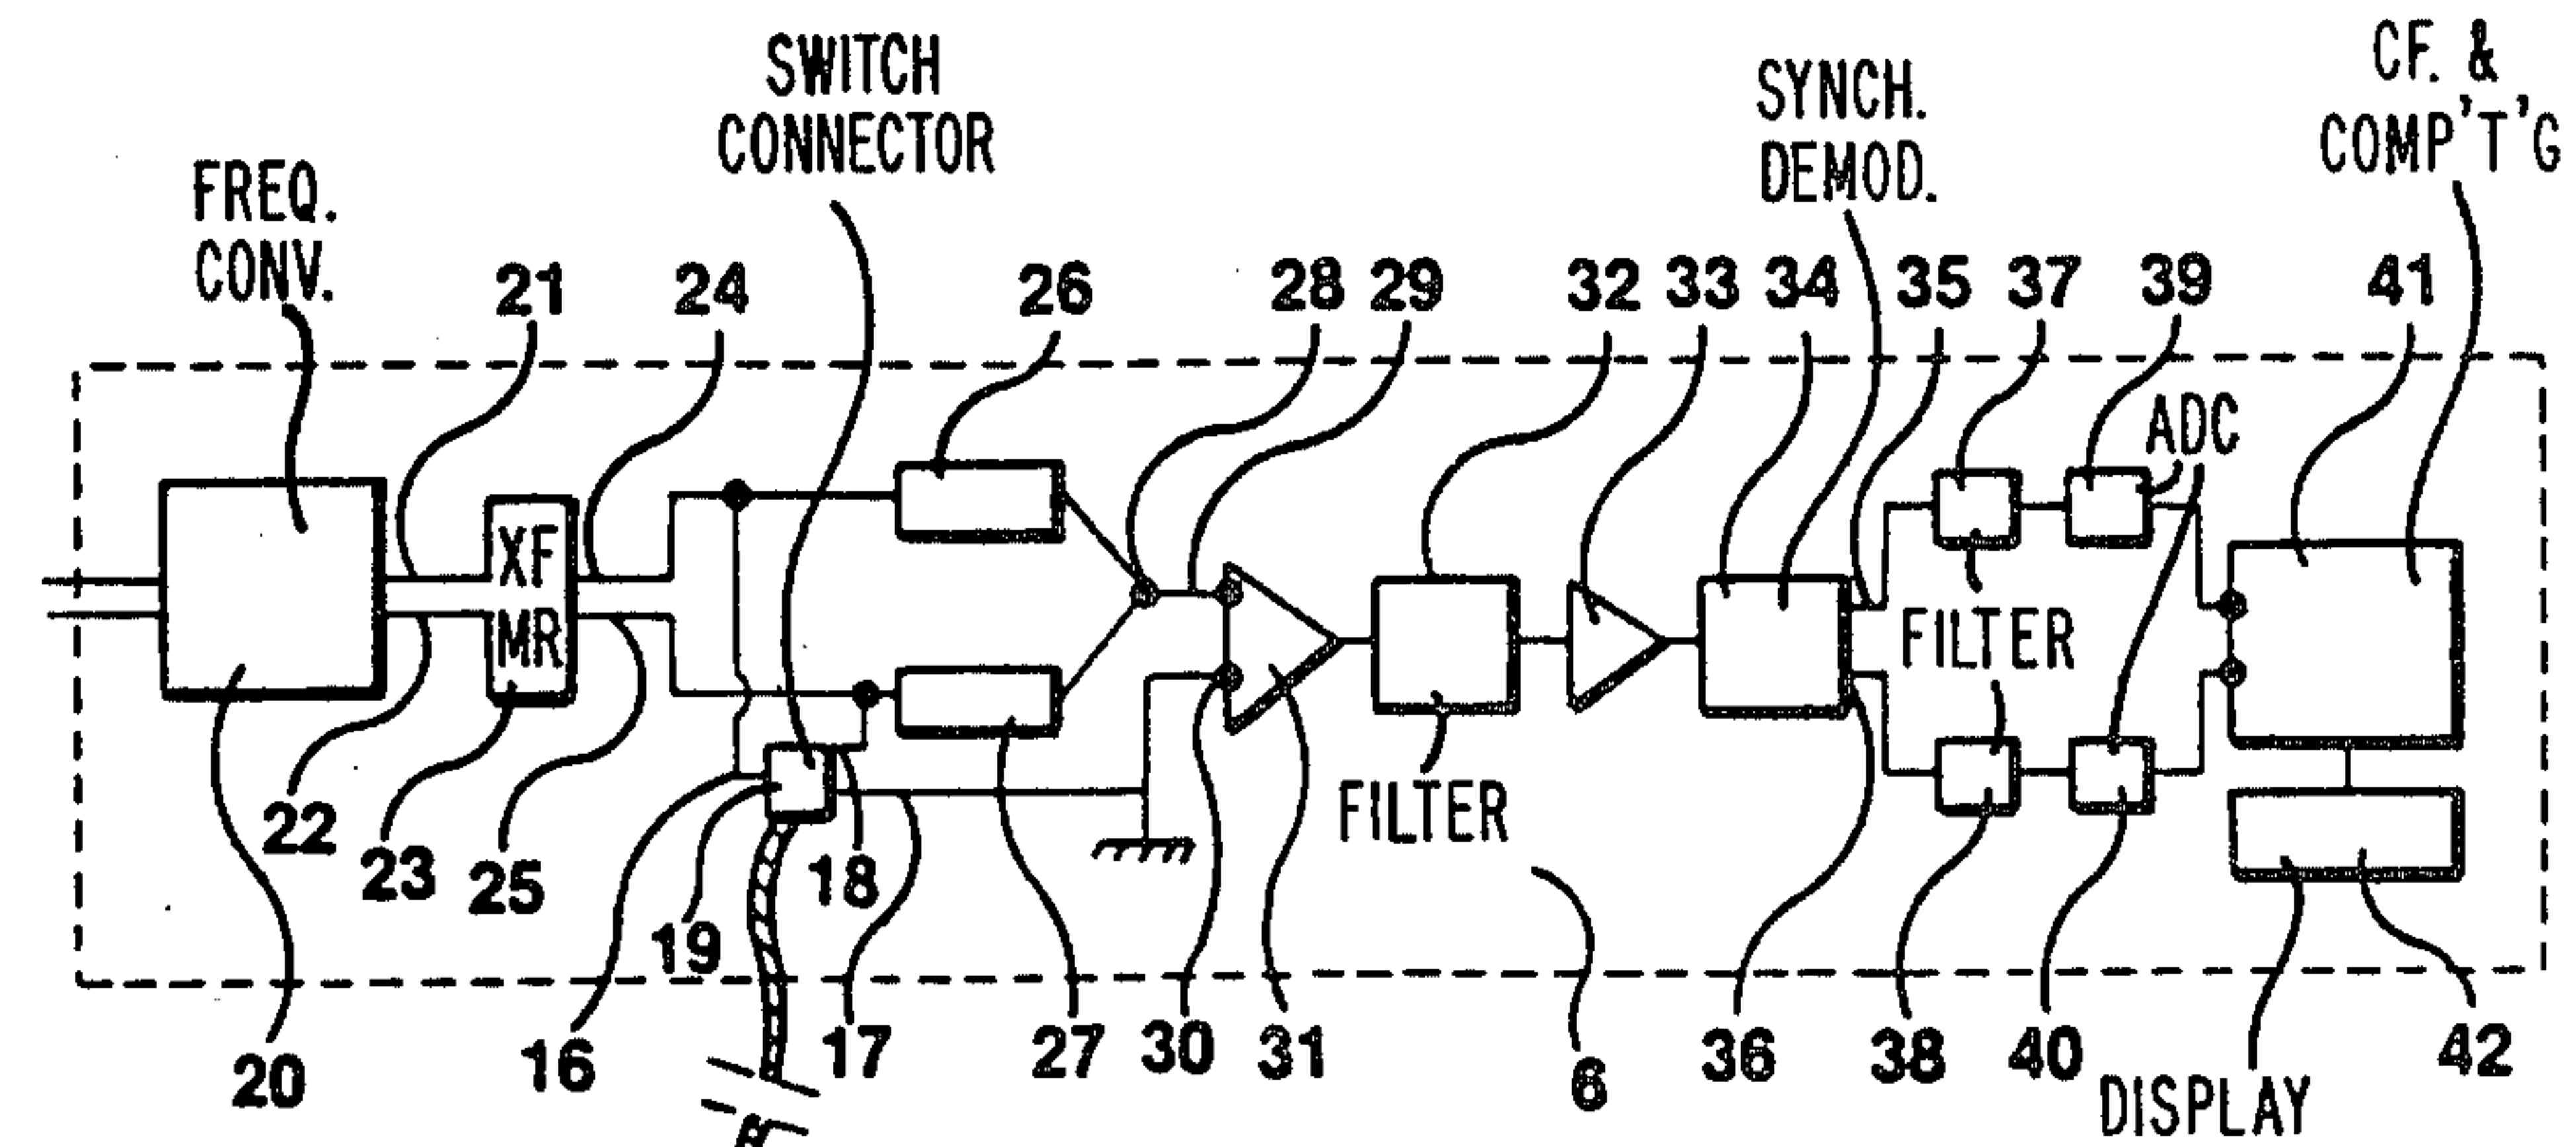 SWITCH
CONNECTOR
SYNCH.
DEMOD.
CF. &
COMP'T'G
FREQ.
CONV.
21
24
26
28
29
32
33
34
35
37
39
41
ADC
XF
MR
FILTER
FILTER
22
23
25
18
19
20
16
17
27
30
31
6
36
38
40
42
DISPLAY